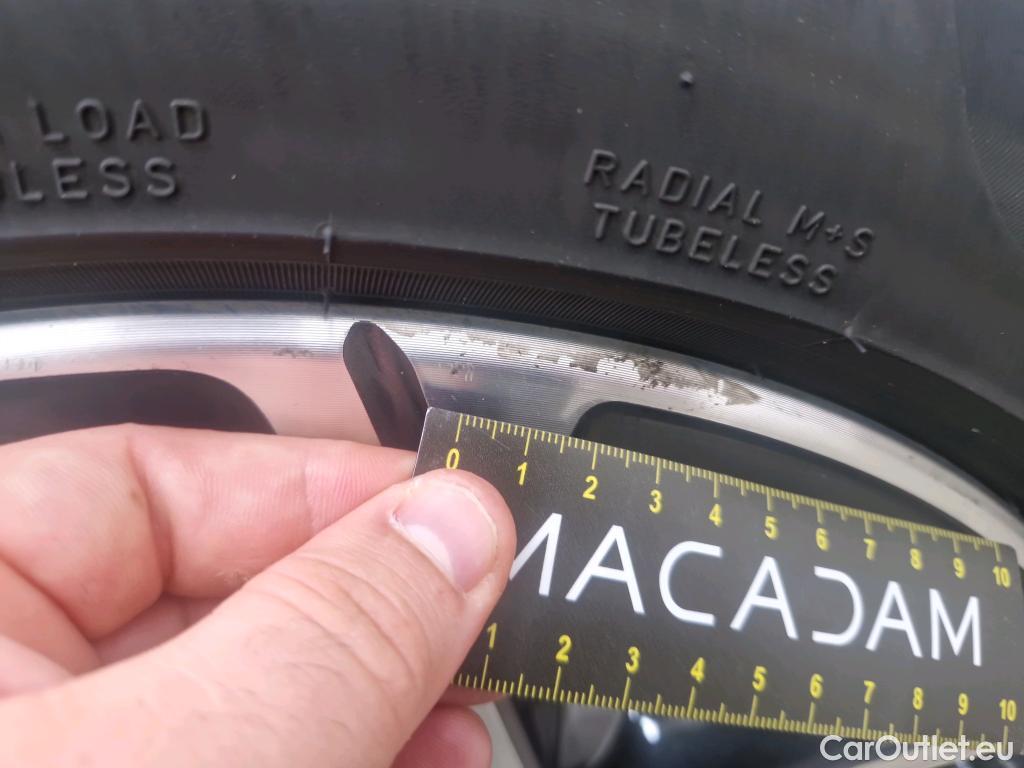 LOAD
RADIAL M+S
TUBELESS
0 1 2 3 4 5 6 7 8 9 10
MACADAM
1 2 3 4 5 6 7 8 9 10
CarOutlet.eu